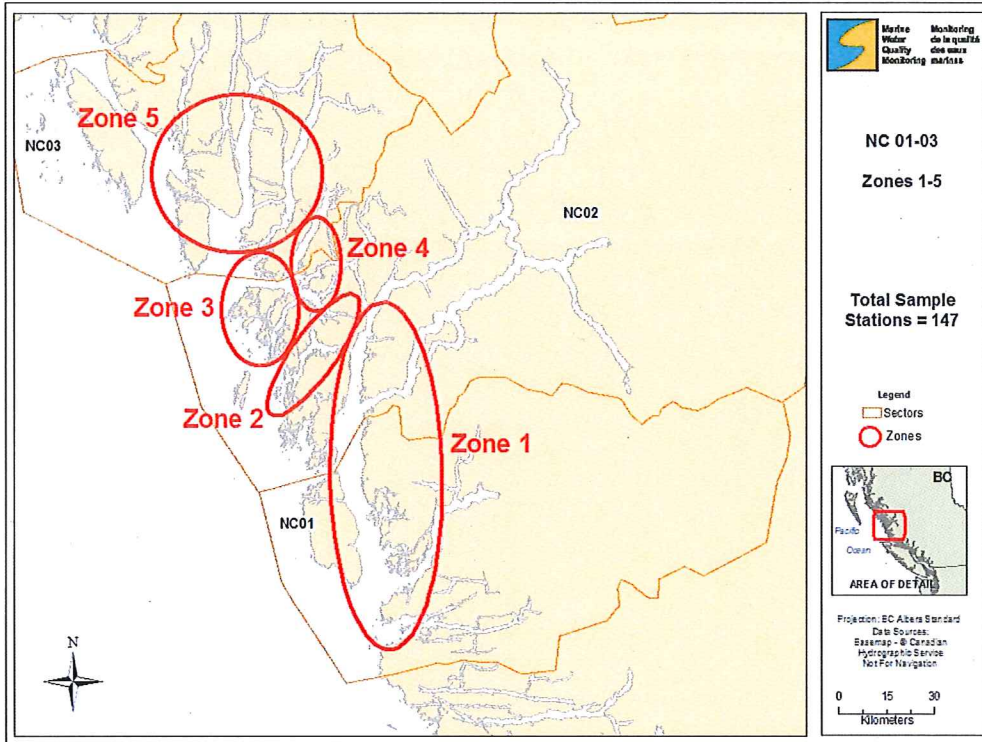 Zone 5
NC03
NC02
Zone 4
Zone 3
Zone 2
Zone 1
NC01
N
Marine Monitoring
Water de la qualité
Quality des eaux
Monitoring marines
NC 01-03
Zones 1-5
Total Sample
Stations = 147
Legend
Sectors
Zones
BC
Pacific
Ocean
AREA OF DETAIL
Projection: BC Albers Standard
Data Sources:
Basemap - © Canadian
Hydrographic Service
Not For Navigation
0 15 30
Kilometers